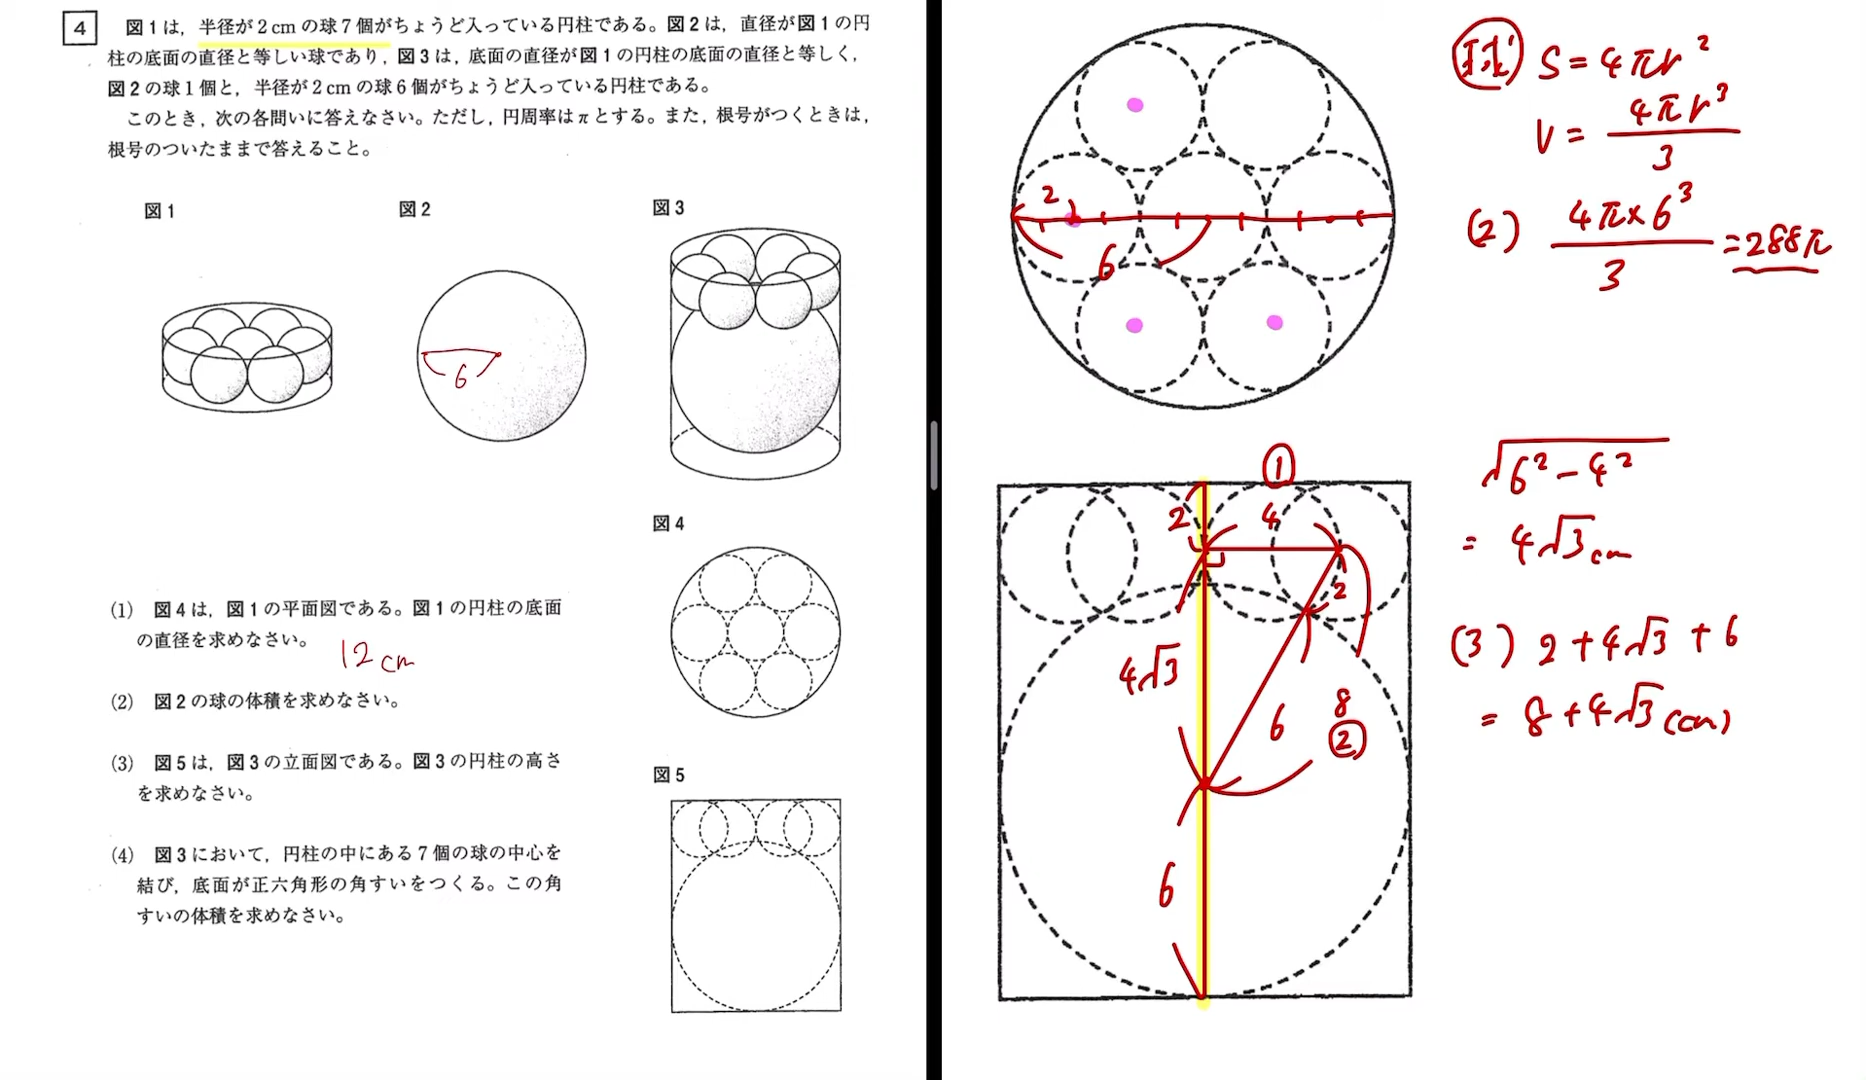 4 図1は，半径が2cmの球7個がちょうど入っている円柱である。図2は，直径が図1の円
柱の底面の直径と等しい球であり，図3は，底面の直径が図1の円柱の底面の直径と等しく，
図2の球1個と，半径が2cmの球6個がちょうど入っている円柱である。
このとき，次の各問いに答えなさい。ただし，円周率はπとする。また，根号がつくときは，
根号のついたままで答えること。
図1
図2
図3
6
図4
(1) 図4は，図1の平面図である。図1の円柱の底面
の直径を求めなさい。
12cm
(2) 図2の球の体積を求めなさい。
(3) 図5は，図3の立面図である。図3の円柱の高さ
を求めなさい。
図5
(4) 図3において，円柱の中にある7個の球の中心を
結び，底面が正六角形の角すいをつくる。この角
すいの体積を求めなさい。
2
6
球 S=4πr²
V=4πr³/3
(2) 4π×6³/3=288π
①
2
4
2
4√3
6
8
②
6
√6²-4²
=4√3cm
(3) 2+4√3+6
=8+4√3(cm)